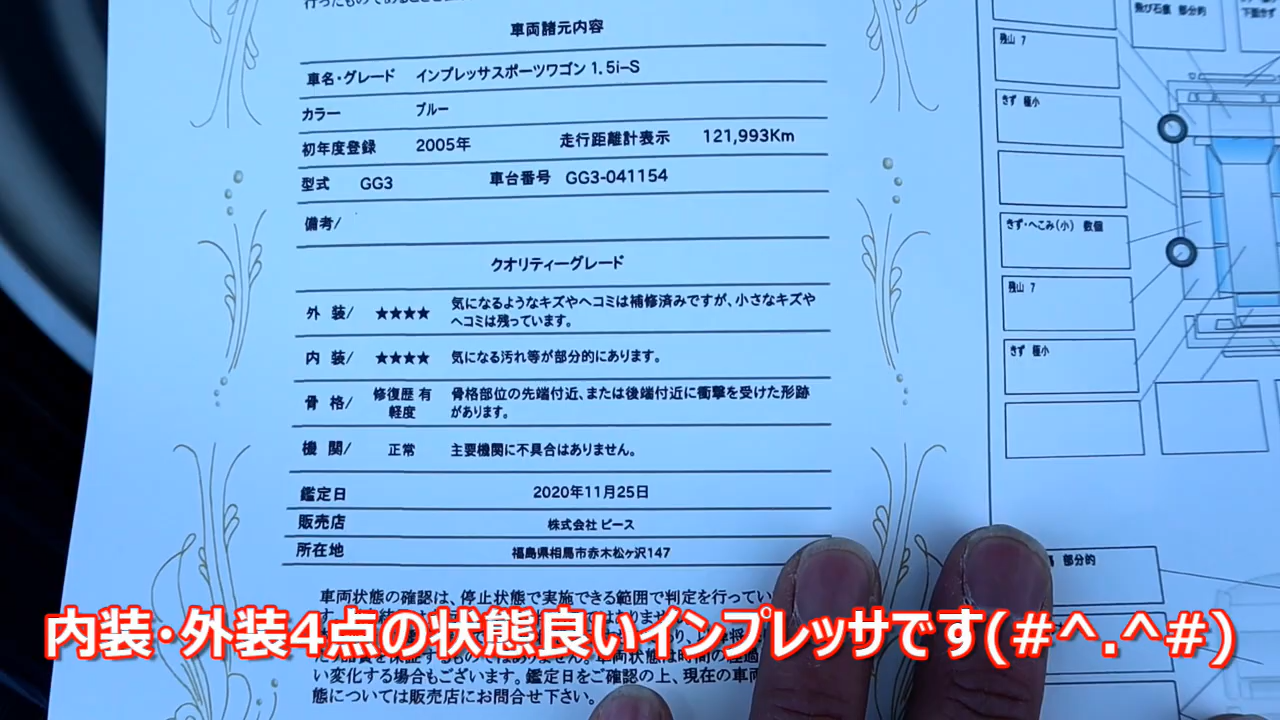 車両諸元内容
車名・グレード インプレッサスポーツワゴン 1.5i-S
カラー ブルー
初年度登録 2005年 走行距離計表示 121,993Km
型式 GG3 車台番号 GG3-041154
備考/
クオリティーグレード
外 装/ ★★★★ 気になるようなキズやヘコミは補修済みですが、小さなキズや
ヘコミは残っています。
内 装/ ★★★★ 気になる汚れ等が部分的にあります。
骨 格/ 修復歴 有 軽度 骨格部位の先端付近、または後端付近に衝撃を受けた形跡
があります。
機 関/ 正常 主要機関に不具合はありません。
鑑定日 2020年11月25日
販売店 株式会社 ピース
所在地 福島県相馬市赤木松ヶ沢147
車両状態の確認は、停止状態で実施できる範囲で判定を行ってい
い変化する場合もございます。鑑定日をご確認の上、現在の車両
態については販売店にお問合せ下さい。
飛び石痕 部分的
残山 7
きず 極小
きず・へこみ(小) 数個
残山 7
きず 極小
部分的
内装・外装4点の状態良いインプレッサです(#^.^#)